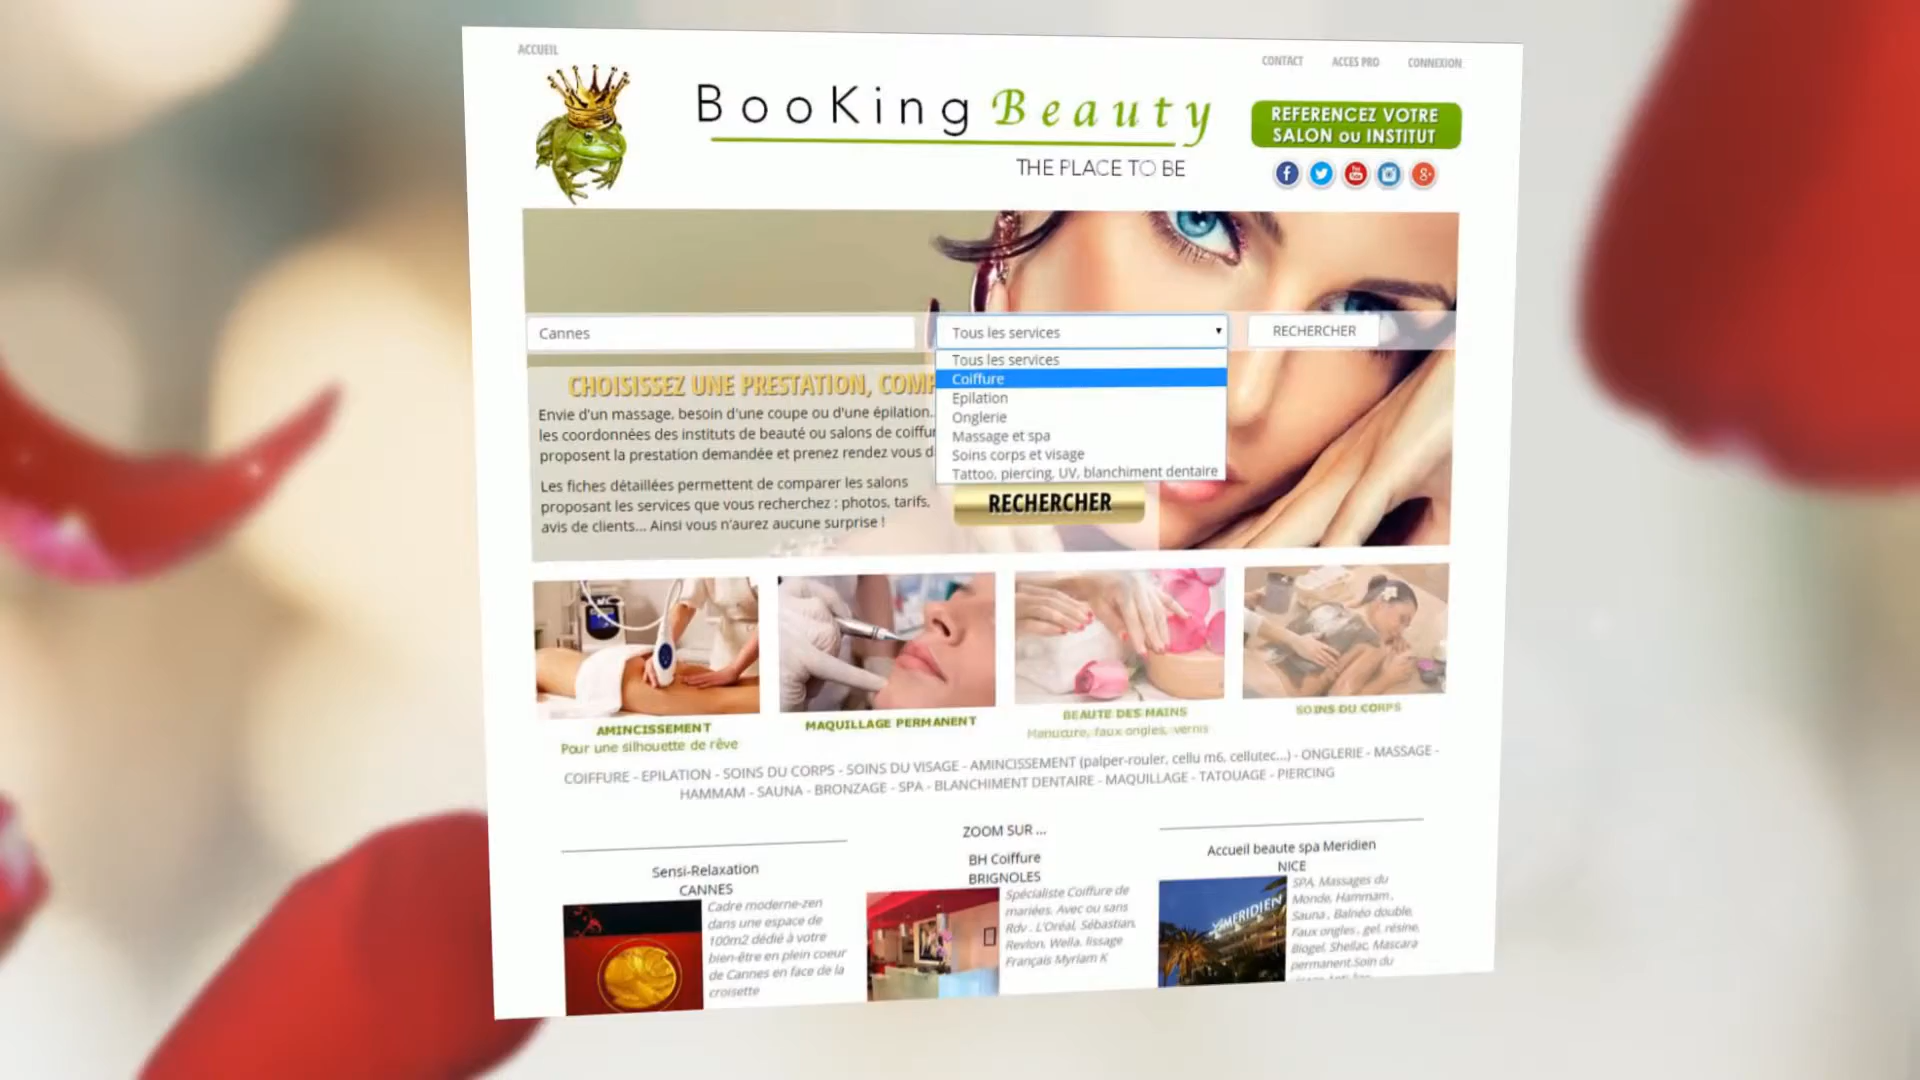 ACCUEIL
CONTACT
ACCES PRO
CONNEXION
BooKing Beauty
THE PLACE TO BE
REFERENCEZ VOTRE
SALON ou INSTITUT
Cannes
Tous les services
RECHERCHER
Tous les services
Coiffure
Epilation
Onglerie
Massage et spa
Soins corps et visage
Tattoo, piercing, UV, blanchiment dentaire
CHOISISSEZ UNE PRESTATION,
Envie d'un massage, besoin d'une coupe ou d'une épilation..
les coordonnées des instituts de beauté ou salons de
proposent la prestation demandée et prenez rendez vous
Les fiches détaillées permettent de comparer les salons
proposant les services que vous recherchez : photos, tarifs,
avis de clients... Ainsi vous n'aurez aucune surprise !
RECHERCHER
AMINCISSEMENT
Pour une silhouette de rêve
MAQUILLAGE PERMANENT
BEAUTE DES MAINS
Manucure, faux ongles, vernis
SOINS DU CORPS
COIFFURE - EPILATION - SOINS DU CORPS - SOINS DU VISAGE - AMINCISSEMENT (palper-rouler, cellu m6, cellutec...) - ONGLERIE - MASSAGE -
HAMMAM - SAUNA - BRONZAGE - SPA - BLANCHIMENT DENTAIRE - MAQUILLAGE - TATOUAGE - PIERCING
ZOOM SUR ...
Sensi-Relaxation
CANNES
Cadre moderne-zen
dans une espace de
100m2 dédié à votre
bien-être en plein coeur
de Cannes en face de la
croisette
BH Coiffure
BRIGNOLES
Spécialiste Coiffure de
mariées. Avec ou sans
Rdv . L'Oréal, Sébastian,
Revlon, Wella, lissage
Français Myriam K
Accueil beaute spa Meridien
NICE
MERIDIEN
SPA, Massages du
Monde, Hammam ,
Sauna , Balnéo double,
Faux ongles , gel, résine,
Biogel, Shellac, Mascara
permanent.Soin du